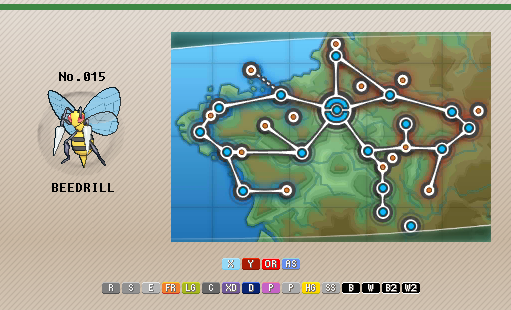 No.015
BEEDRILL
X Y OR AS
R S E FR LG C XD D P P HG SS B W B2 W2